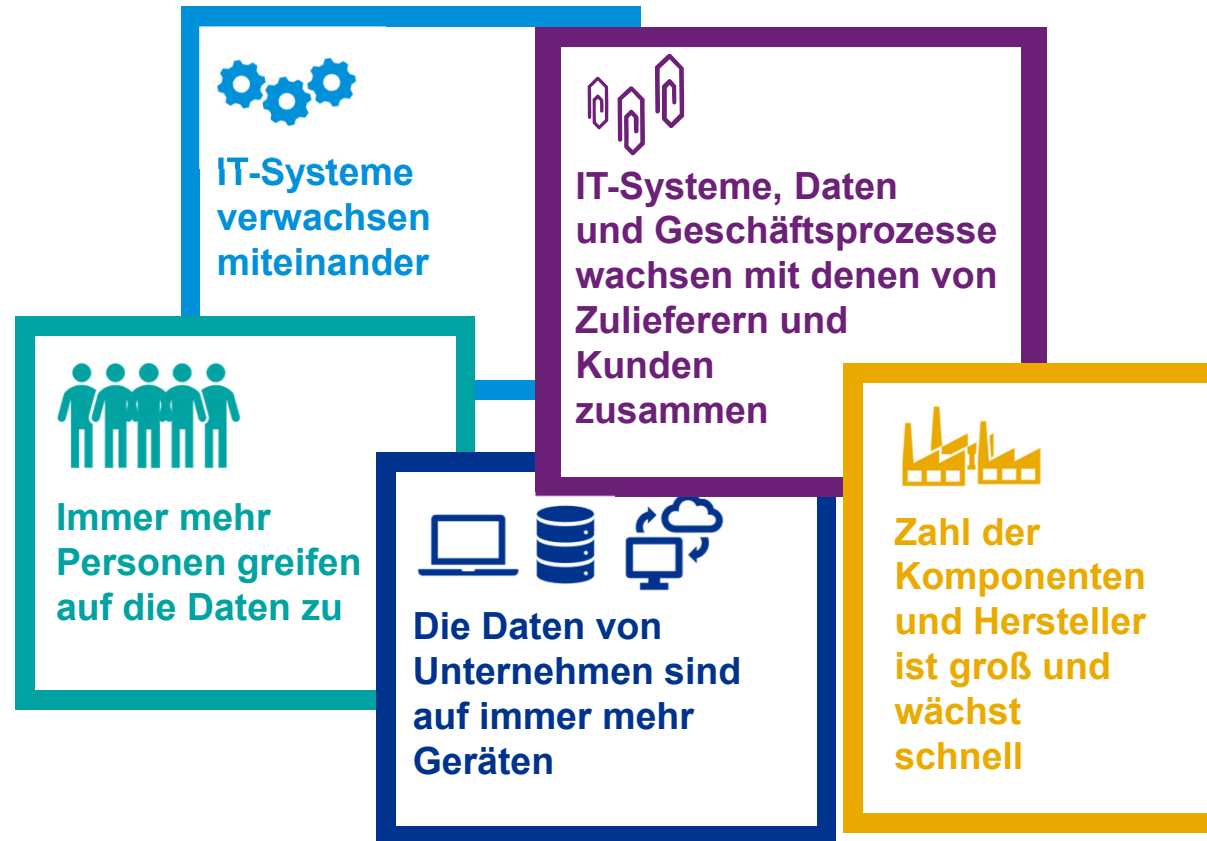 IT-Systeme
verwachsen
miteinander
IT-Systeme, Daten
und Geschäftsprozesse
wachsen mit denen von
Zulieferern und
Kunden
zusammen
Immer mehr
Personen greifen
auf die Daten zu
Die Daten von
Unternehmen sind
auf immer mehr
Geräten
Zahl der
Komponenten
und Hersteller
ist groß und
wächst
schnell